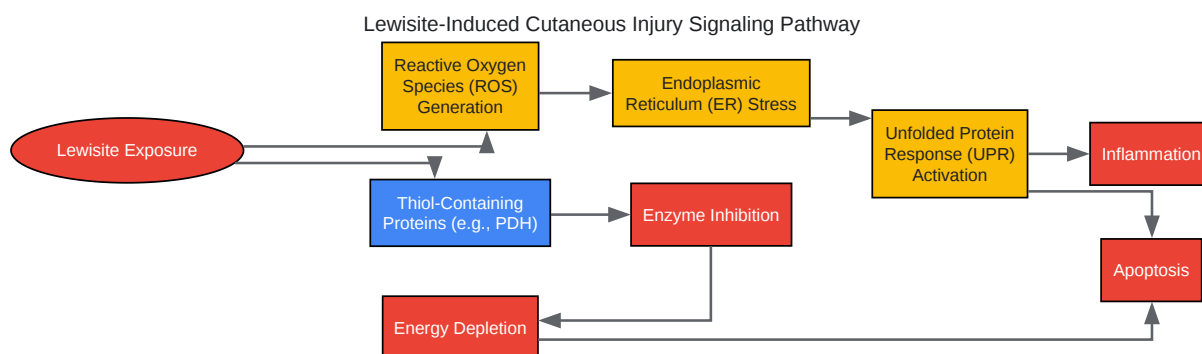 Lewisite-Induced Cutaneous Injury Signaling Pathway
Reactive Oxygen
Species (ROS)
Generation
Endoplasmic
Reticulum (ER) Stress
Lewisite Exposure
Unfolded Protein
Response (UPR)
Activation
Inflammation
Thiol-Containing
Proteins (e.g., PDH)
Enzyme Inhibition
Apoptosis
Energy Depletion